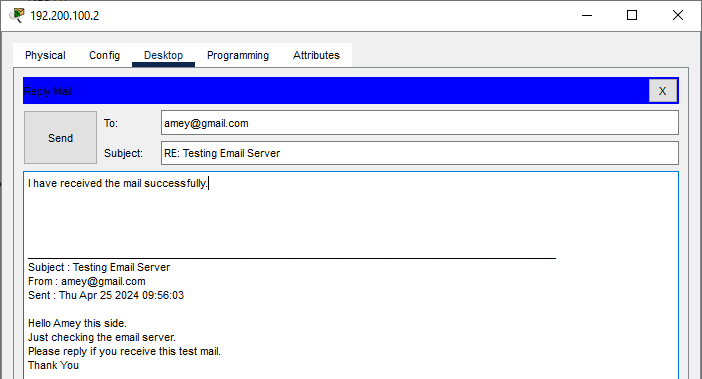 192.200.100.2
Physical Config Desktop Programming Attributes
Reply Mail
X
Send
To:
amey@gmail.com
Subject:
RE: Testing Email Server
I have received the mail successfully.
Subject : Testing Email Server
From : amey@gmail.com
Sent : Thu Apr 25 2024 09:56:03
Hello Amey this side.
Just checking the email server.
Please reply if you receive this test mail.
Thank You